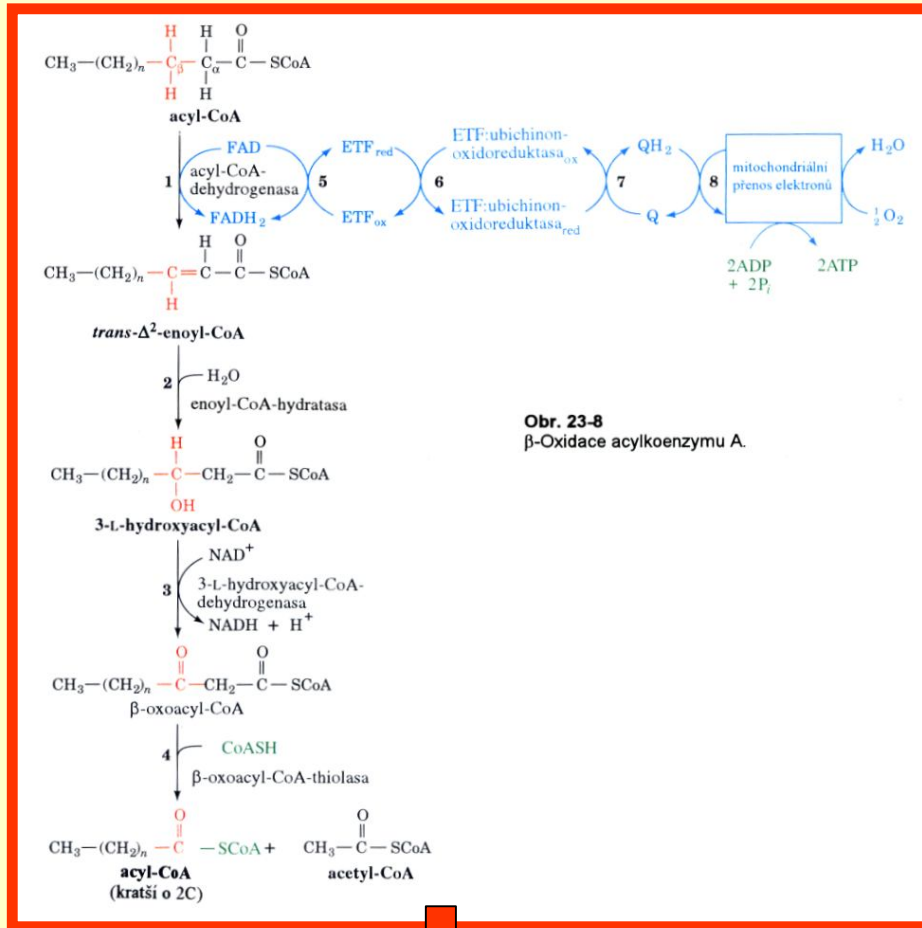 H H O
CH₃—(CH₂)ₙ—Cβ—Cα—C—SCoA
H H
acyl-CoA
1
FAD
acyl-CoA-
dehydrogenasa
FADH₂
5
ETF_red
ETF_ox
6
ETF:ubichinon-
oxidoreduktasa_ox
ETF:ubichinon-
oxidoreduktasa_red
7
QH₂
Q
8
mitochondriální
přenos elektronů
H₂O
½O₂
2ADP
+ 2Pᵢ
2ATP
H O
CH₃—(CH₂)ₙ—C=C—C—SCoA
H
trans-Δ²-enoyl-CoA
2
H₂O
enoyl-CoA-hydratasa
Obr. 23-8
β-Oxidace acylkoenzymu A.
H O
CH₃—(CH₂)ₙ—C—CH₂—C—SCoA
OH
3-L-hydroxyacyl-CoA
3
NAD⁺
3-L-hydroxyacyl-CoA-
dehydrogenasa
NADH + H⁺
O O
CH₃—(CH₂)ₙ—C—CH₂—C—SCoA
β-oxoacyl-CoA
4
CoASH
β-oxoacyl-CoA-thiolasa
O O
CH₃—(CH₂)ₙ—C—SCoA + CH₃—C—SCoA
acyl-CoA acetyl-CoA
(kratší o 2C)